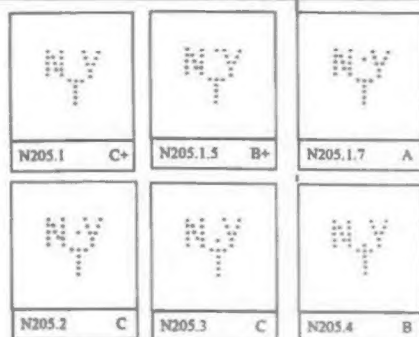 N Y N Y N Y
T T T
N205.1 C+ N205.1.5 B+ N205.1.7 A
N Y N Y N Y
T T T
N205.2 C N205.3 C N205.4 B